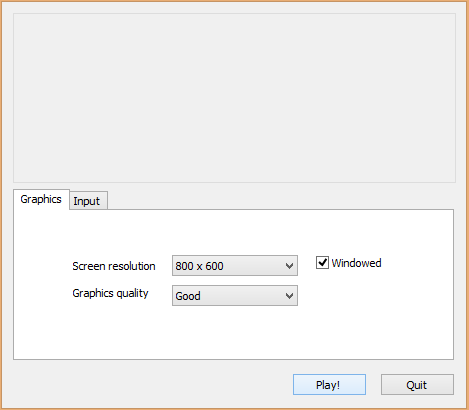 Graphics
Input
Screen resolution
800 x 600
Windowed
Graphics quality
Good
Play!
Quit